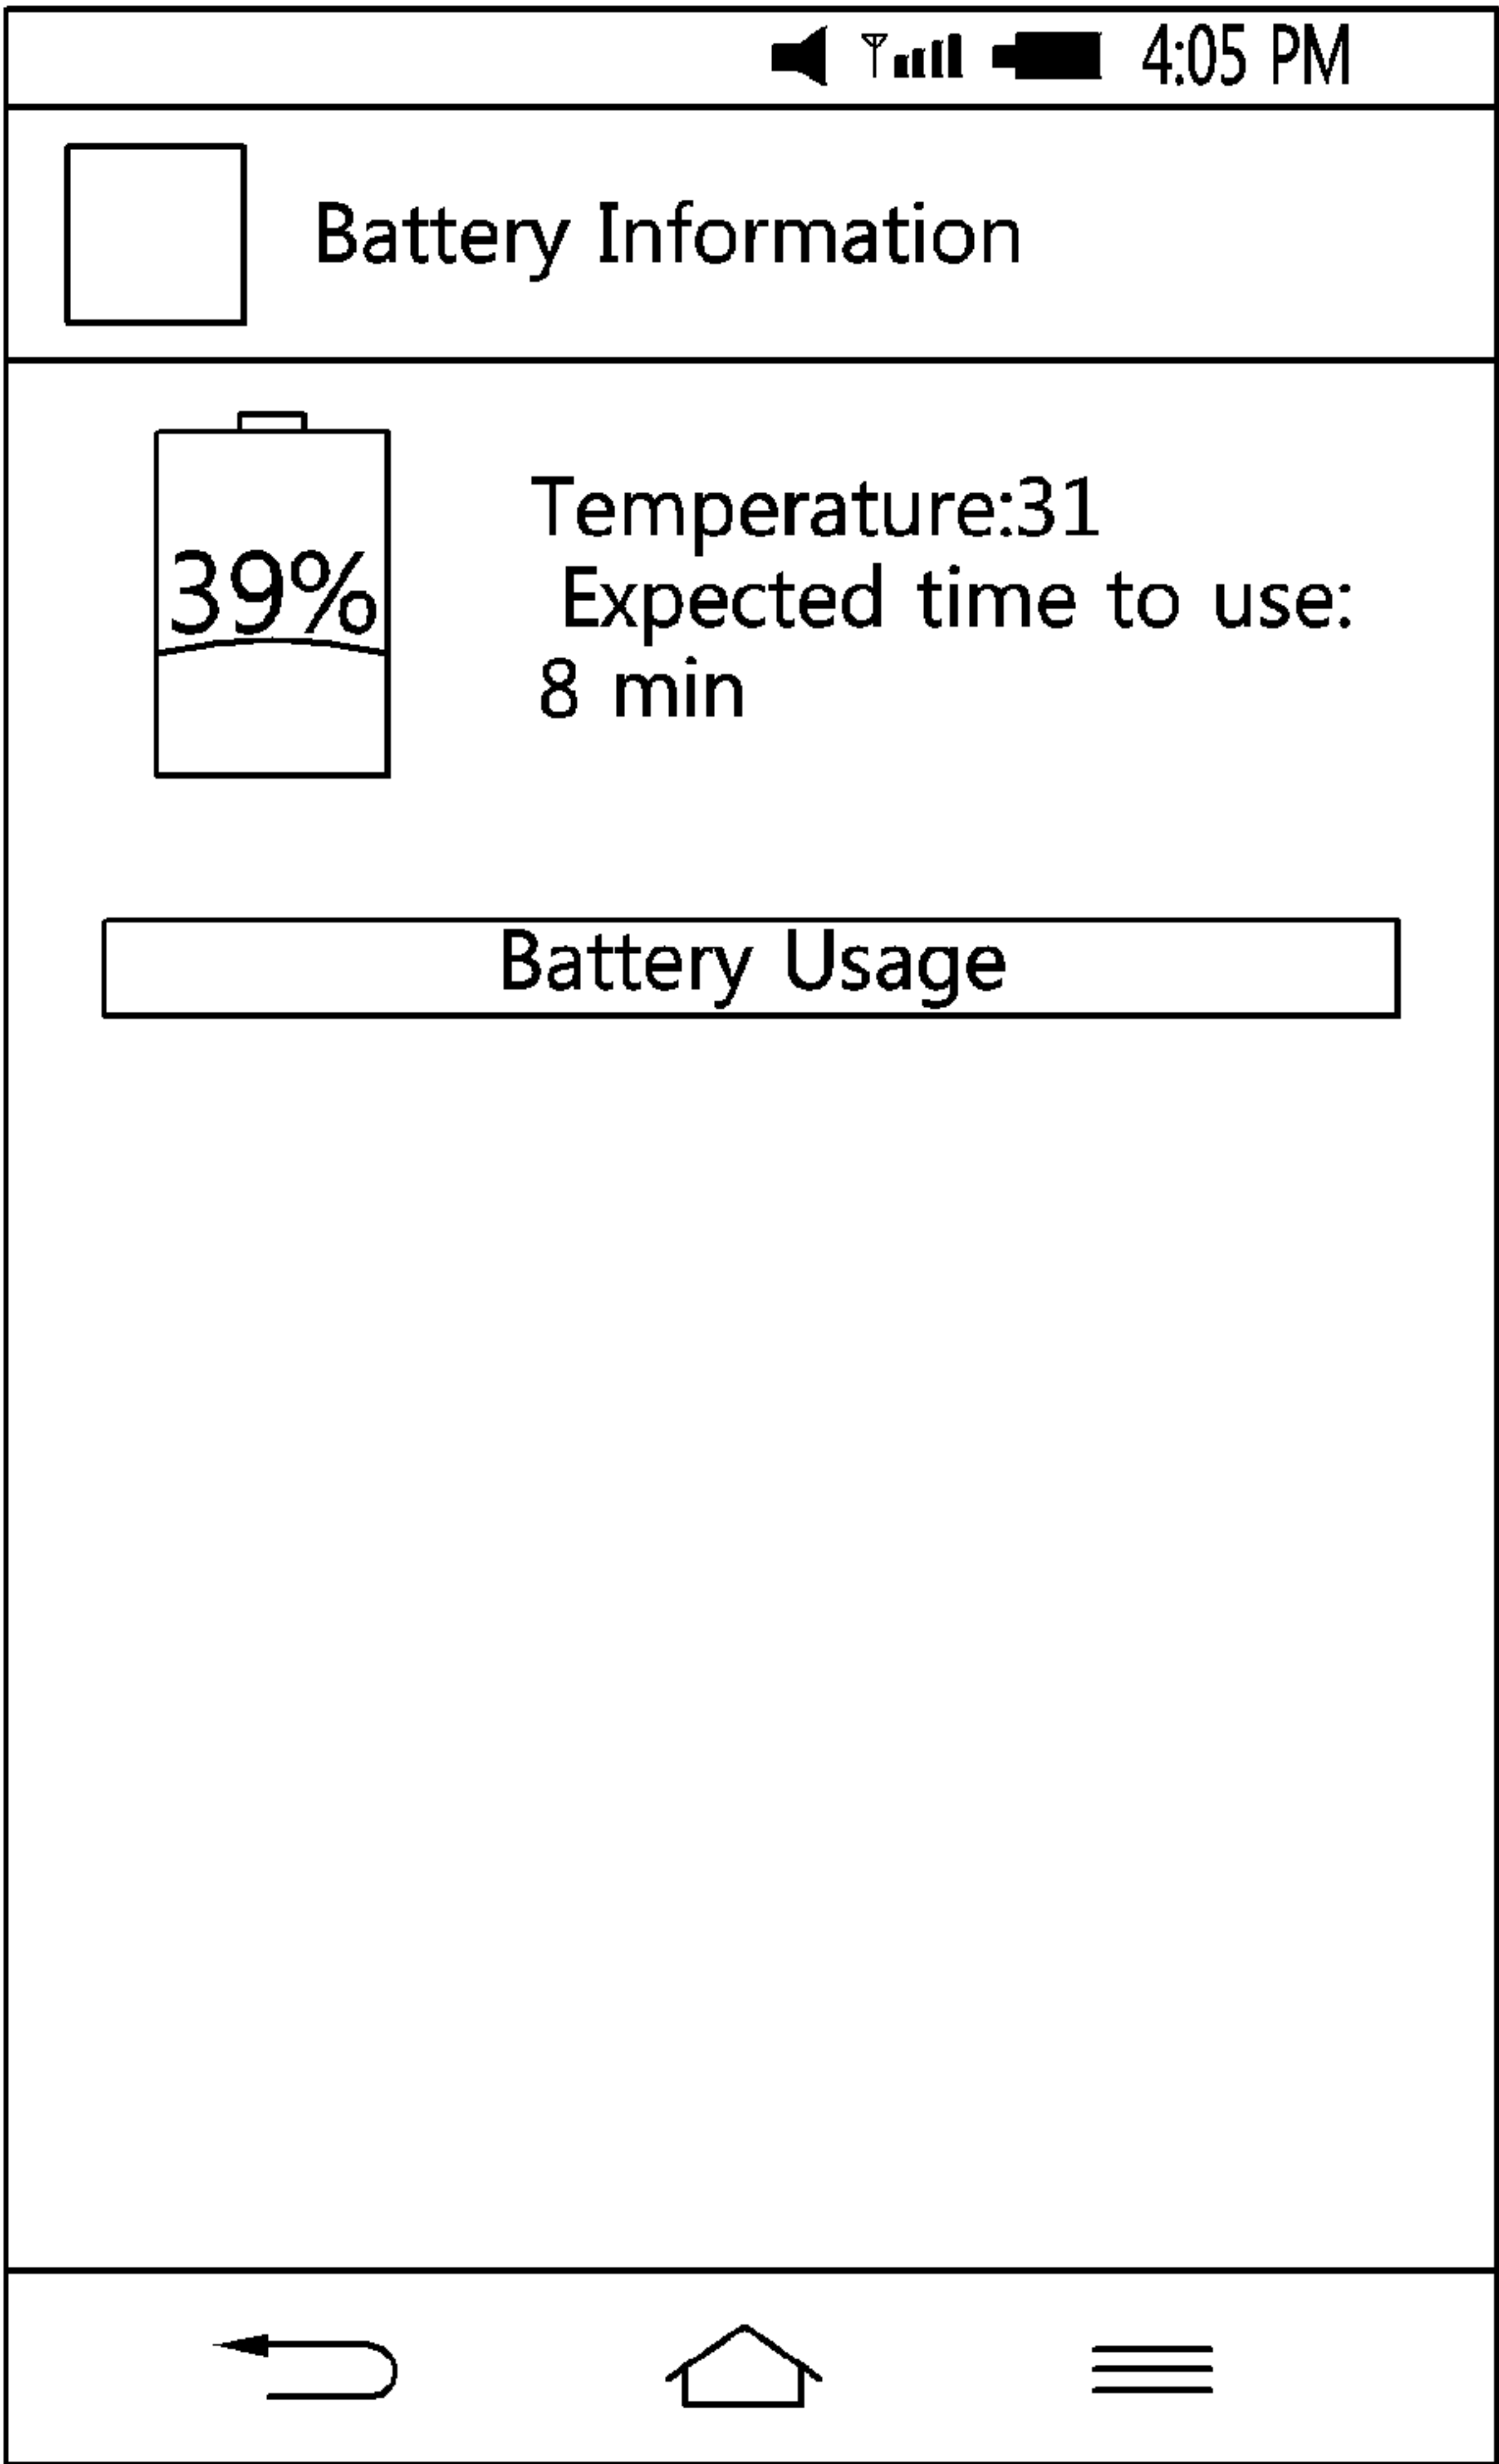 4:05 PM
Battery Information
39%
Temperature:31
Expected time to use:
8 min
Battery Usage